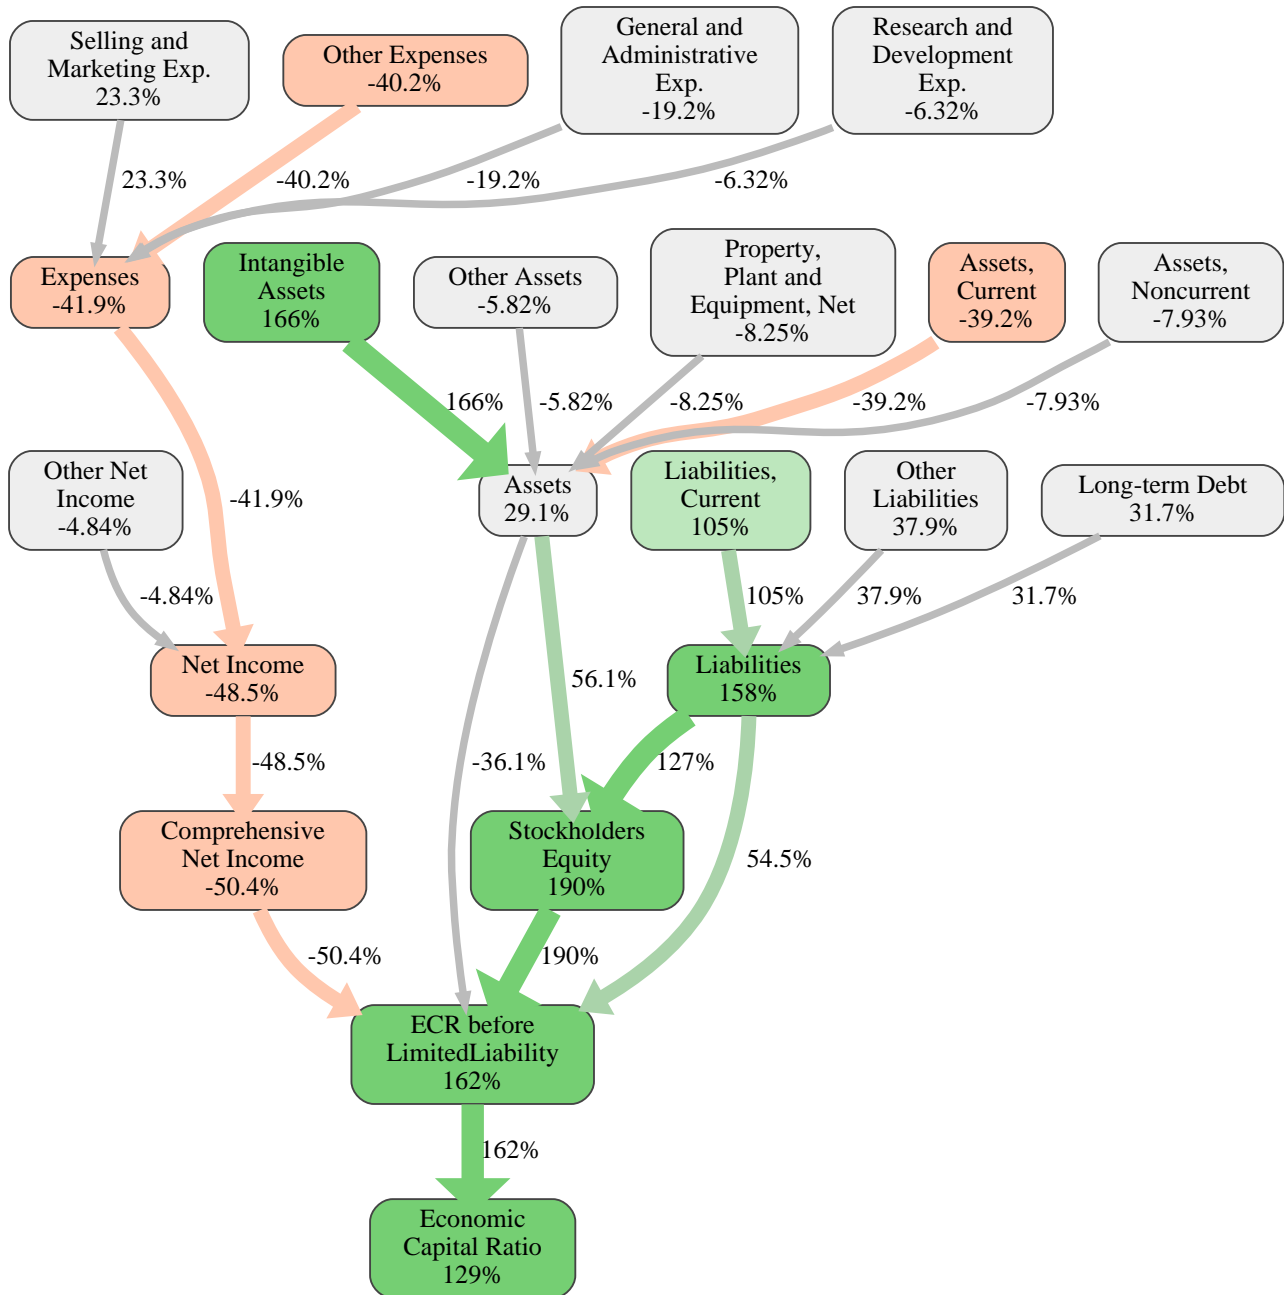 Selling and
Marketing Exp.
23.3%
Other Expenses
-40.2%
General and
Administrative
Exp.
-19.2%
Research and
Development
Exp.
-6.32%
23.3%
-40.2%
-19.2%
-6.32%
Expenses
-41.9%
Intangible
Assets
166%
Other Assets
-5.82%
Property,
Plant and
Equipment, Net
-8.25%
Assets,
Current
-39.2%
Assets,
Noncurrent
-7.93%
166%
-5.82%
-8.25%
-39.2%
-7.93%
Other Net
Income
-4.84%
-41.9%
Assets
29.1%
Liabilities,
Current
105%
Other
Liabilities
37.9%
Long-term Debt
31.7%
-4.84%
105%
37.9%
31.7%
Net Income
-48.5%
56.1%
Liabilities
158%
-48.5%
-36.1%
127%
Comprehensive
Net Income
-50.4%
Stockholders
Equity
190%
54.5%
-50.4%
190%
ECR before
LimitedLiability
162%
162%
Economic
Capital Ratio
129%